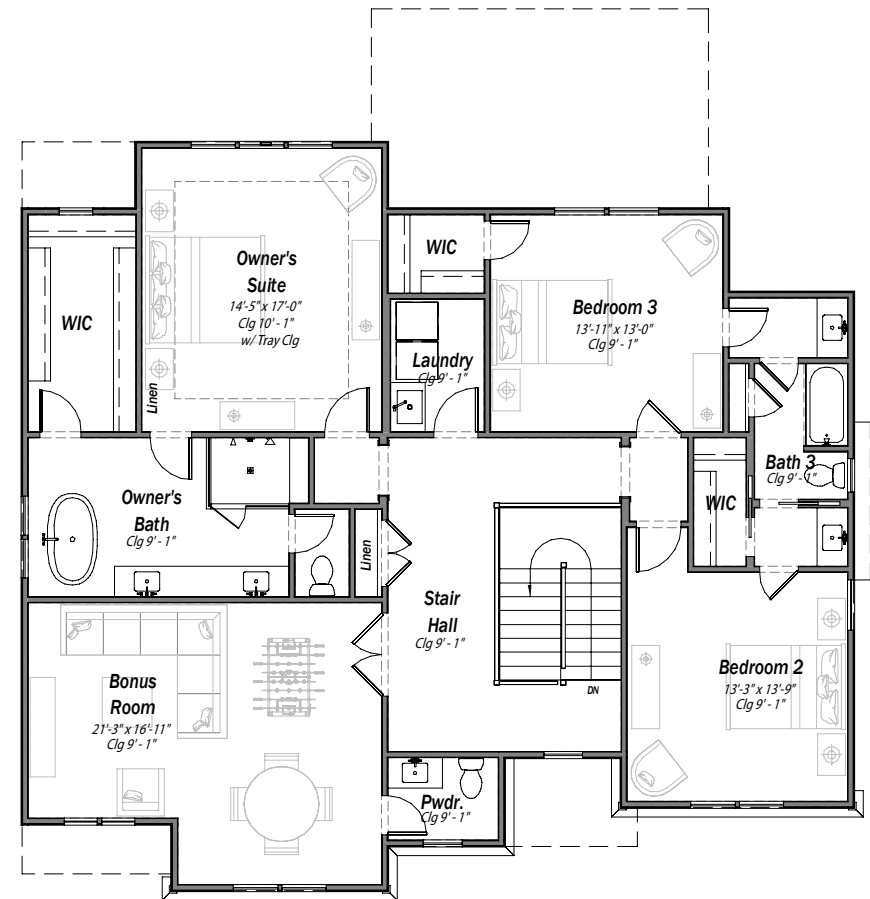 WIC
Owner's
Suite
14'-5" x 17'-0"
Clg 10' - 1"
w/ Tray Clg
Linen
WIC
Laundry
Clg 9' - 1"
Bedroom 3
13'-11" x 13'-0"
Clg 9' - 1"
Owner's
Bath
Clg 9' - 1"
Linen
WIC
Bath 3
Clg 9' - 1"
Stair
Hall
Clg 9' - 1"
DN
Bonus
Room
21'-3" x 16'-11"
Clg 9' - 1"
Bedroom 2
13'-3" x 13'-9"
Clg 9' - 1"
Pwdr.
Clg 9' - 1"